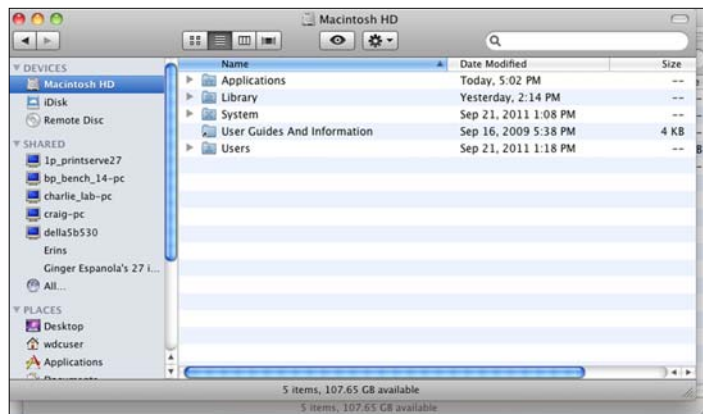 Macintosh HD
Name Date Modified Size
▼ DEVICES
Macintosh HD
iDisk
Remote Disc
▼ SHARED
1p_printserve27
bp_bench_14-pc
charlie_lab-pc
craig-pc
della5b530
Erins
Ginger Espanola's 27 i...
All...
▼ PLACES
Desktop
wdcuser
Applications
Applications Today, 5:02 PM --
Library Yesterday, 2:14 PM --
System Sep 21, 2011 1:08 PM --
User Guides And Information Sep 16, 2009 5:38 PM 4 KB
Users Sep 21, 2011 1:18 PM --
5 items, 107.65 GB available
5 items, 107.65 GB available